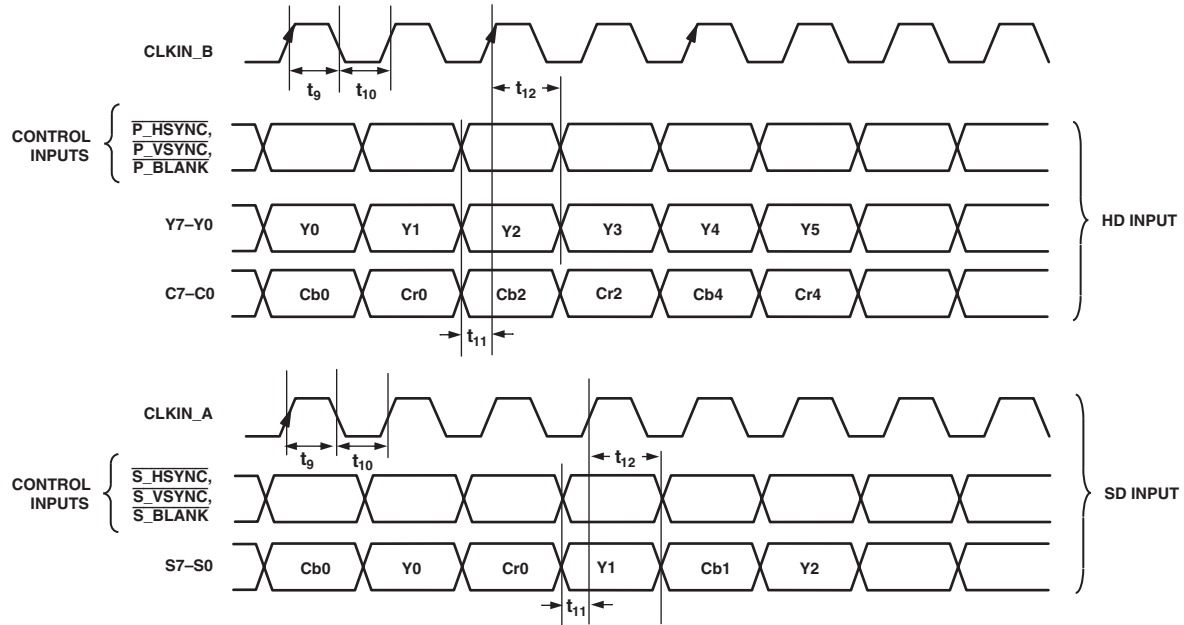 CLKIN_B
t9 t10 t12
CONTROL
INPUTS
P_HSYNC,
P_VSYNC,
P_BLANK
Y7–Y0 Y0 Y1 Y2 Y3 Y4 Y5
HD INPUT
C7–C0 Cb0 Cr0 Cb2 Cr2 Cb4 Cr4
t11
CLKIN_A
t9 t10 t12
CONTROL
INPUTS
S_HSYNC,
S_VSYNC,
S_BLANK
SD INPUT
S7–S0 Cb0 Y0 Cr0 Y1 Cb1 Y2
t11